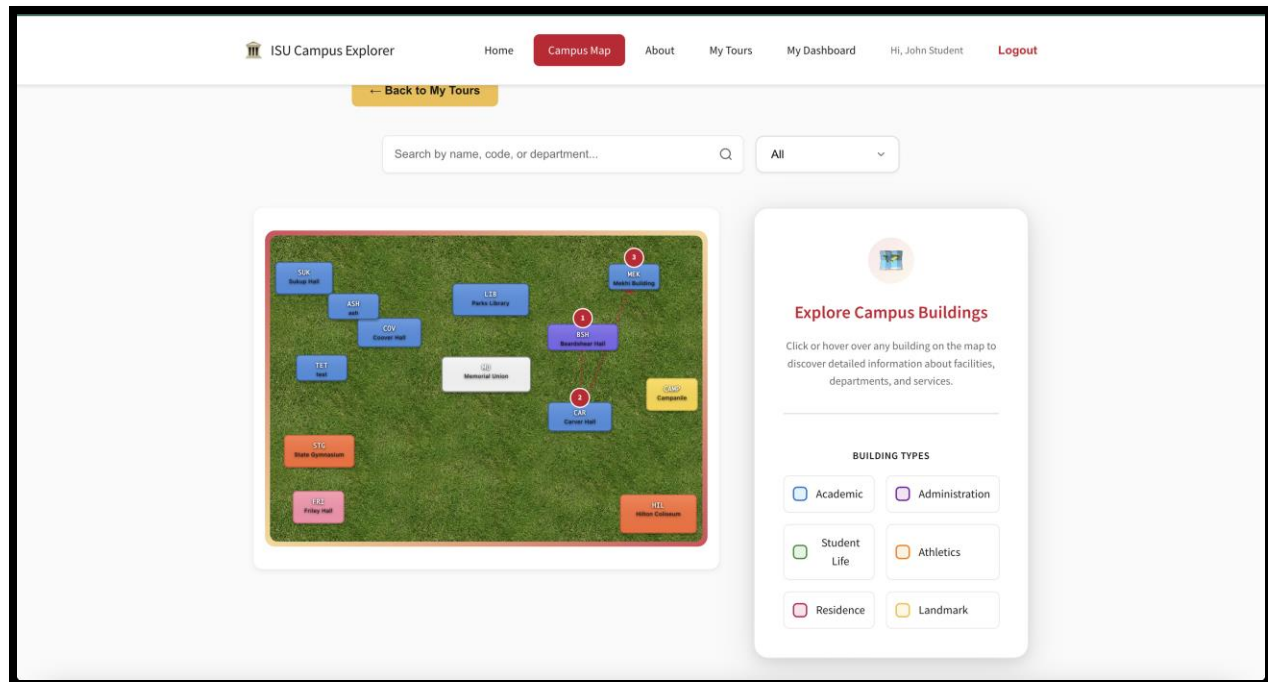 ISU Campus Explorer
Home
Campus Map
About
My Tours
My Dashboard
Hi, John Student
Logout
← Back to My Tours
Search by name, code, or department...
All
SUK
Sukup Hall
ASH
ash
COV
Coover Hall
TET
test
LIB
Parks Library
MU
Memorial Union
3
MEK
Mekhi Building
1
BSH
Beardshear Hall
2
CAR
Carver Hall
CAMP
Campanile
STG
State Gymnasium
FRI
Friley Hall
HIL
Hilton Coliseum
Explore Campus Buildings
Click or hover over any building on the map to
discover detailed information about facilities,
departments, and services.
BUILDING TYPES
Academic
Administration
Student
Life
Athletics
Residence
Landmark